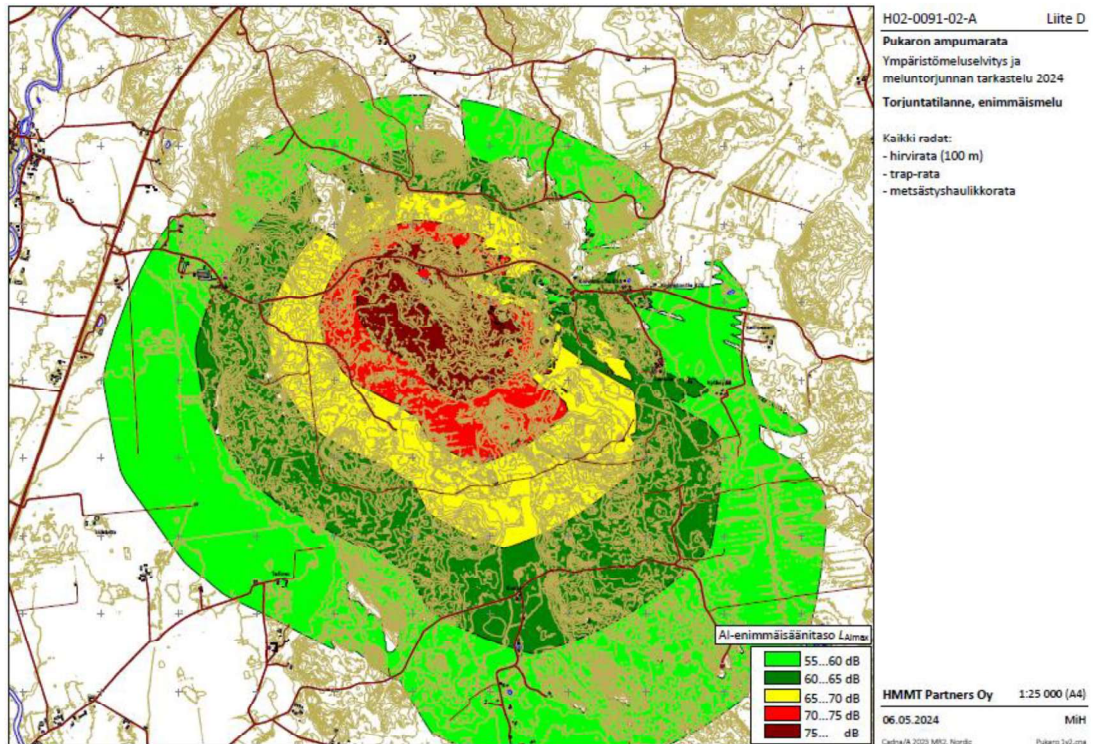 H02-0091-02-A Liite D
Pukaron ampumarata
Ympäristömeluselvitys ja
meluntorjunnan tarkastelu 2024
Torjuntatilanne, enimmäismelu
Kaikki radat:
- hirvirata (100 m)
- trap-rata
- metsästyshaulikkorata
AI-enimmäisäänitaso LAImax
55...60 dB
60...65 dB
65...70 dB
70...75 dB
75... dB
HMMT Partners Oy 1:25 000 (A4)
06.05.2024 MiH